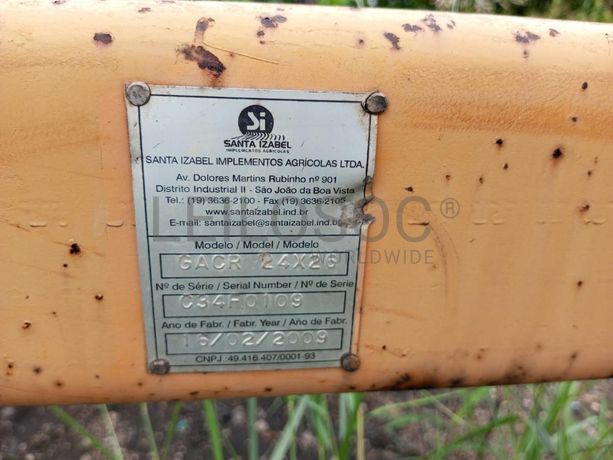 Si
SANTA IZABEL
IMPLEMENTOS AGRÍCOLAS
SANTA IZABEL IMPLEMENTOS AGRÍCOLAS LTDA.
Av. Dolores Martins Rubinho nº 901
Distrito Industrial II - São João da Boa Vista
Tel.: (19) 3636-2100 - Fax (19) 3636-2102
www.santaizabel.ind.br
E-mail: santaizabel@santaizabel.ind.br
Modelo / Model / Modelo
GACR 24X26
Nº de Série / Serial Number / Nº de Serie
C34H0109
Ano de Fabr. / Fabr. Year / Año de Fabr.
16/02/2009
CNPJ.:49.416.407/0001-93
WORLDWIDE